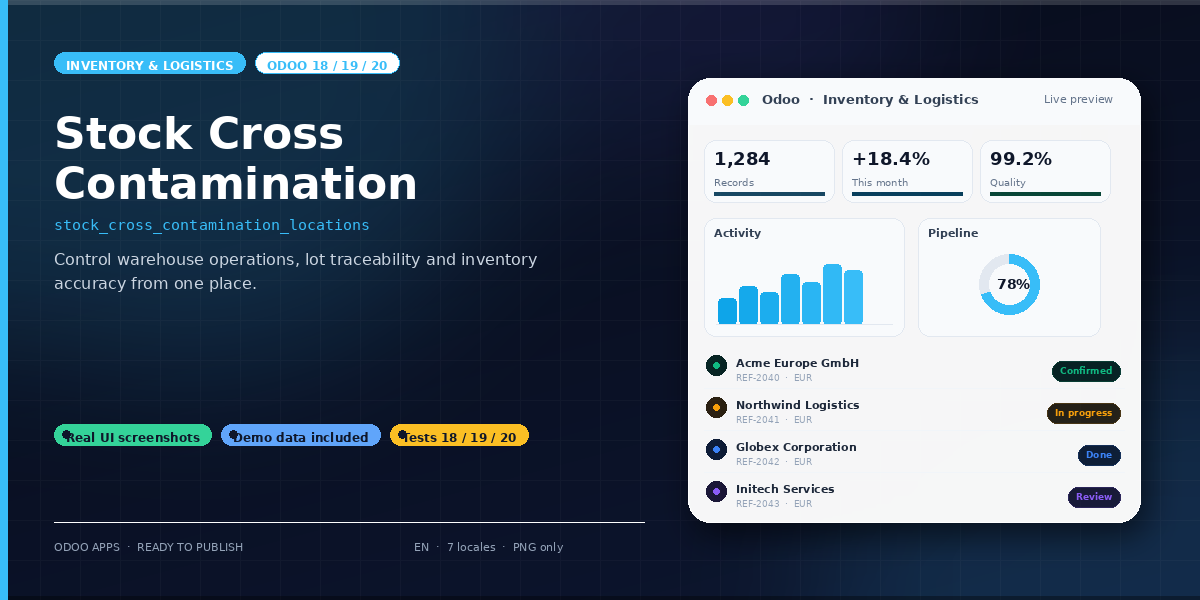 INVENTORY & LOGISTICS
ODOO 18 / 19 / 20
Stock Cross
Contamination
stock_cross_contamination_locations
Control warehouse operations, lot traceability and inventory
accuracy from one place.
Real UI screenshots
Demo data included
Tests 18 / 19 / 20
ODOO APPS · READY TO PUBLISH
EN · 7 locales · PNG only
Odoo · Inventory & Logistics
Live preview
1,284
Records
+18.4%
This month
99.2%
Quality
Activity
Pipeline
78%
Acme Europe GmbH
REF-2040 · EUR
Confirmed
Northwind Logistics
REF-2041 · EUR
In progress
Globex Corporation
REF-2042 · EUR
Done
Initech Services
REF-2043 · EUR
Review